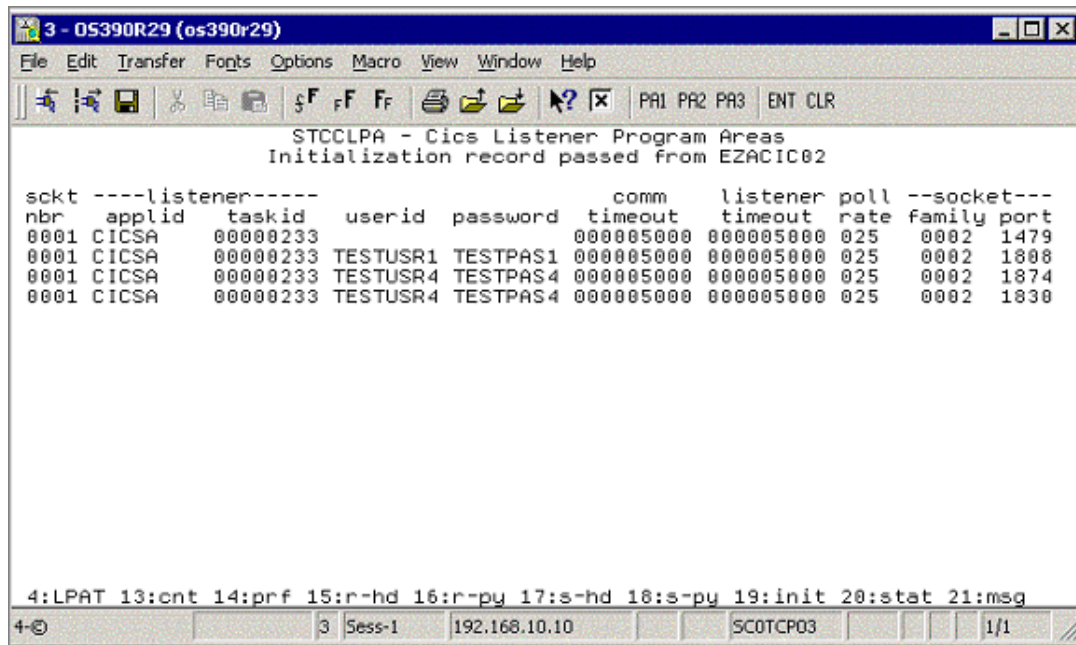 3 - OS390R29 (os390r29)
File Edit Transfer Fonts Options Macro View Window Help
PA1 PA2 PA3 ENT CLR
STCCLPA - Cics Listener Program Areas
Initialization record passed from EZACIC02
sckt ----listener----- comm listener poll --socket---
nbr applid taskid userid password timeout timeout rate family port
0001 CICSA 00000233 000005000 000005000 025 0002 1479
0001 CICSA 00000233 TESTUSR1 TESTPAS1 000005000 000005000 025 0002 1808
0001 CICSA 00000233 TESTUSR4 TESTPAS4 000005000 000005000 025 0002 1874
0001 CICSA 00000233 TESTUSR4 TESTPAS4 000005000 000005000 025 0002 1830
4:LPAT 13:cnt 14:prf 15:r-hd 16:r-py 17:s-hd 18:s-py 19:init 20:stat 21:msg
4-© 3 Sess-1 192.168.10.10 SC0TCP03 1/1